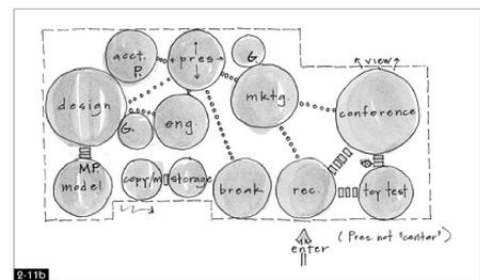 acct.
P.
pres
G.
"view"
design
G.
eng
mktg.
conference
MP.
model
copy/m
storage
break
rec.
toy test
enter
(Pres. not "center")
2-11b